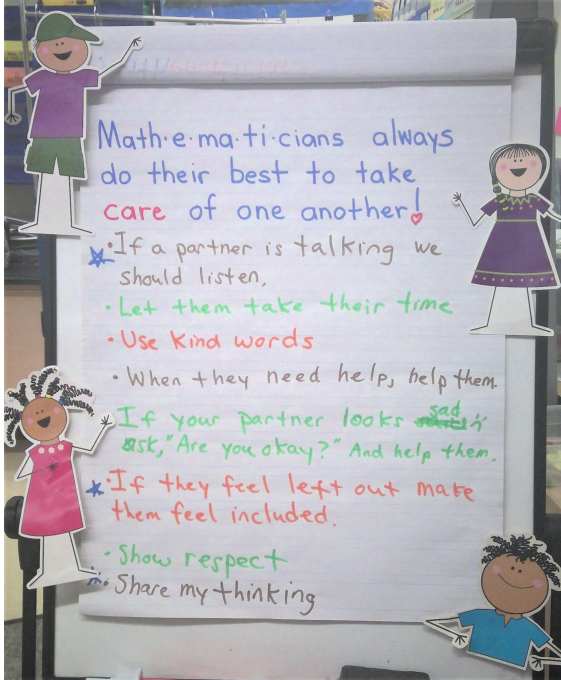 Math·e·ma·ti·cians always
do their best to take
care of one another!
·If a partner is talking we
should listen.
·Let them take their time
·Use kind words
·When they need help, help them.
If your partner looks sad
ask, "Are you okay?" And help them.
·If they feel left out make
them feel included.
·Show respect
·Share my thinking